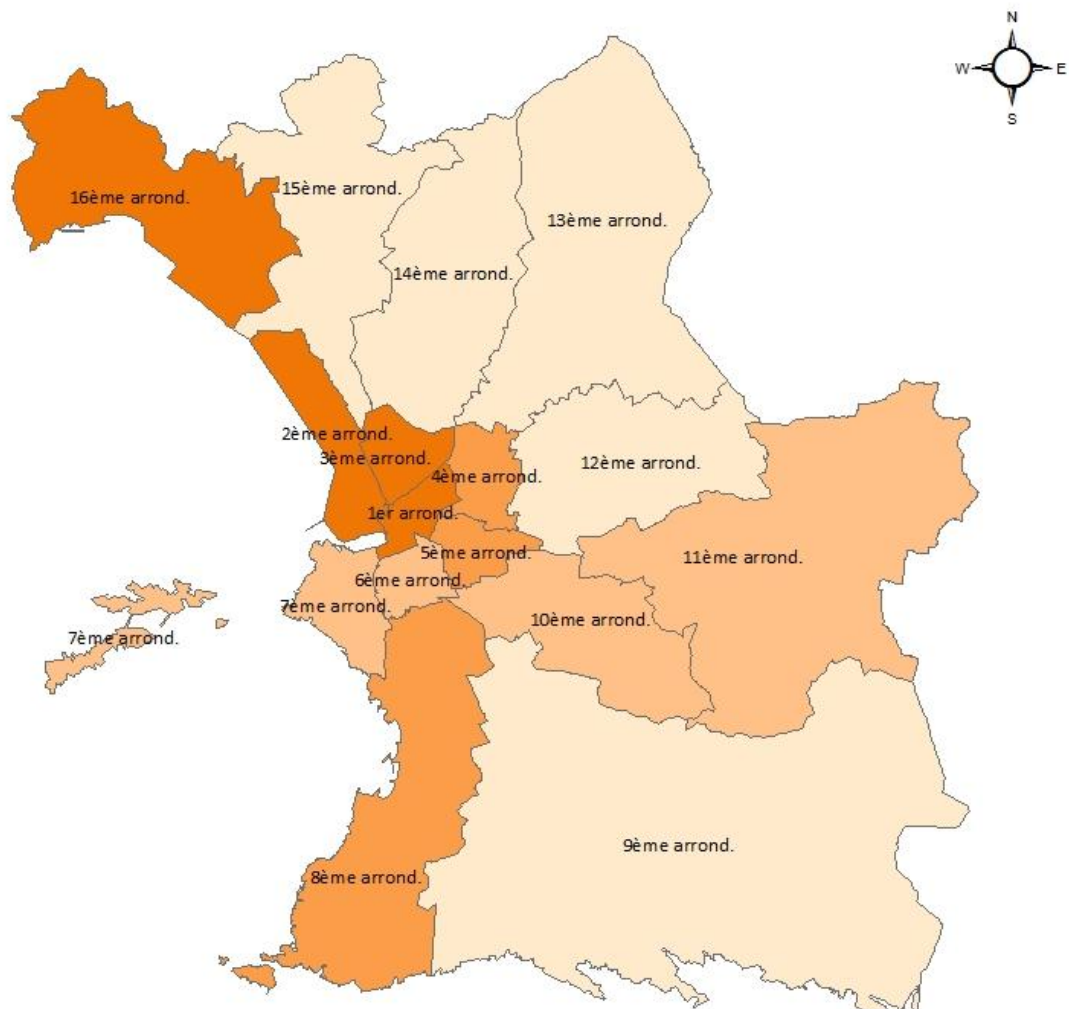 N
W E
S
16ème arrond.
15ème arrond.
13ème arrond.
14ème arrond.
2ème arrond.
3ème arrond.
12ème arrond.
4ème arrond.
1er arrond.
5ème arrond.
11ème arrond.
6ème arrond.
7ème arrond.
10ème arrond.
7ème arrond.
9ème arrond.
8ème arrond.